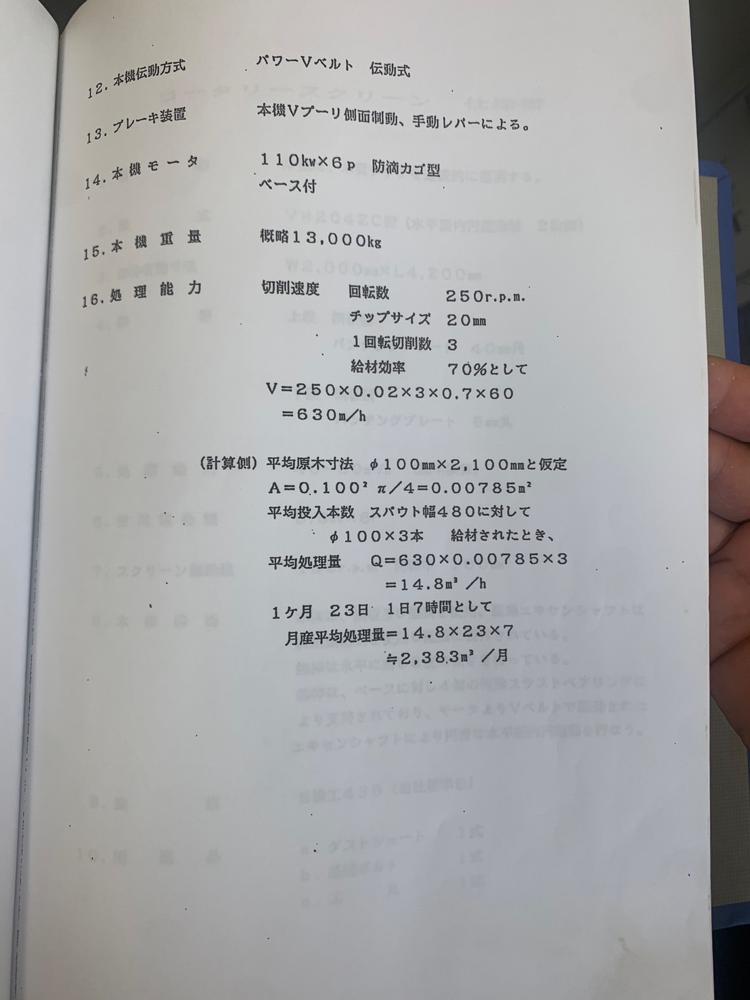 12．本機伝動方式　パワーVベルト　伝動式
13．ブレーキ装置　本機Vプーリ側面制動、手動レバーによる。
14．本機モータ　110kw×6p　防滴カゴ型
ベース付
15．本機重量　概略13,000kg
16．処理能力　切削速度　回転数　250r.p.m.
チップサイズ　20mm
1回転切削数　3
給材効率　70%として
V＝250×0.02×3×0.7×60
＝630m/h
（計算側）平均原木寸法　φ100mm×2,100mmと仮定
A＝0.100² π/4＝0.00785m²
平均投入本数　スパウト幅480に対して
φ100×3本　給材されたとき、
平均処理量　Q＝630×0.00785×3
＝14.8m³／h
1ケ月　23日　1日7時間として
月産平均処理量＝14.8×23×7
≒2,383m³／月